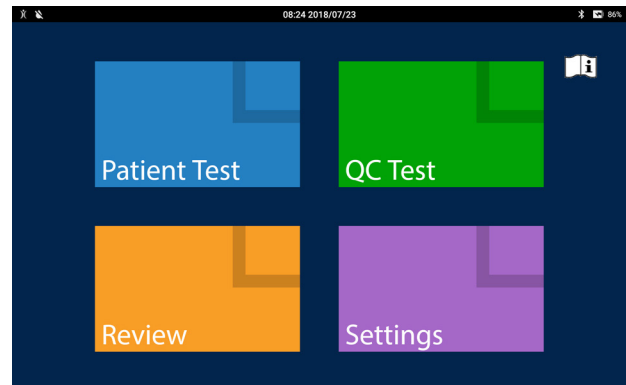 08:24 2018/07/23
86%
i
Patient Test
QC Test
Review
Settings